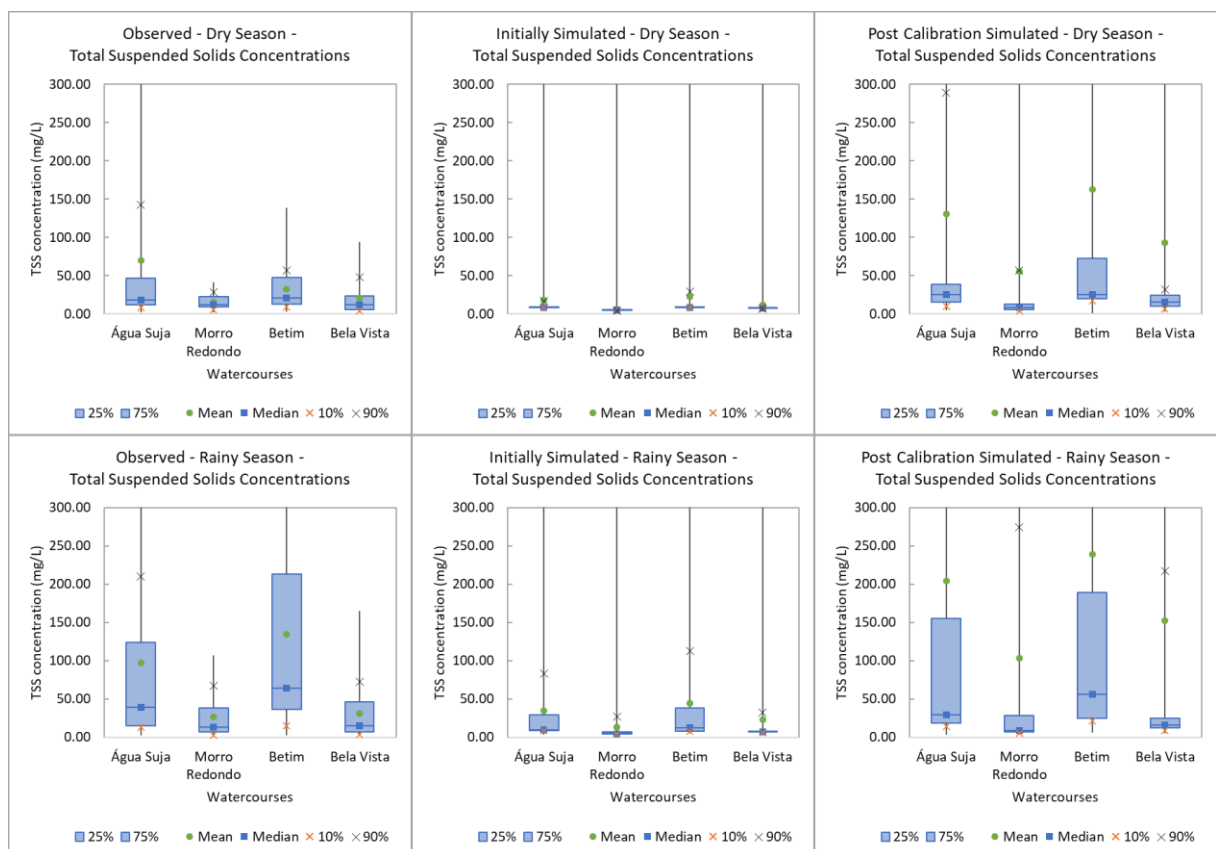 Observed - Dry Season -
Total Suspended Solids Concentrations
TSS concentration (mg/L)
300.00
250.00
200.00
150.00
100.00
50.00
0.00
Água Suja Morro Betim Bela Vista
Redondo
Watercourses
25% 75% Mean Median 10% 90%
Initially Simulated - Dry Season -
Total Suspended Solids Concentrations
TSS concentration (mg/L)
300.00
250.00
200.00
150.00
100.00
50.00
0.00
Água Suja Morro Betim Bela Vista
Redondo
Watercourses
25% 75% Mean Median 10% 90%
Post Calibration Simulated - Dry Season -
Total Suspended Solids Concentrations
TSS concentration (mg/L)
300.00
250.00
200.00
150.00
100.00
50.00
0.00
Água Suja Morro Betim Bela Vista
Redondo
Watercourses
25% 75% Mean Median 10% 90%
Observed - Rainy Season -
Total Suspended Solids Concentrations
TSS concentration (mg/L)
300.00
250.00
200.00
150.00
100.00
50.00
0.00
Água Suja Morro Betim Bela Vista
Redondo
Watercourses
25% 75% Mean Median 10% 90%
Initially Simulated - Rainy Season -
Total Suspended Solids Concentrations
TSS concentration (mg/L)
300.00
250.00
200.00
150.00
100.00
50.00
0.00
Água Suja Morro Betim Bela Vista
Redondo
Watercourses
25% 75% Mean Median 10% 90%
Post Calibration Simulated - Rainy Season -
Total Suspended Solids Concentrations
TSS concentration (mg/L)
300.00
250.00
200.00
150.00
100.00
50.00
0.00
Água Suja Morro Betim Bela Vista
Redondo
Watercourses
25% 75% Mean Median 10% 90%